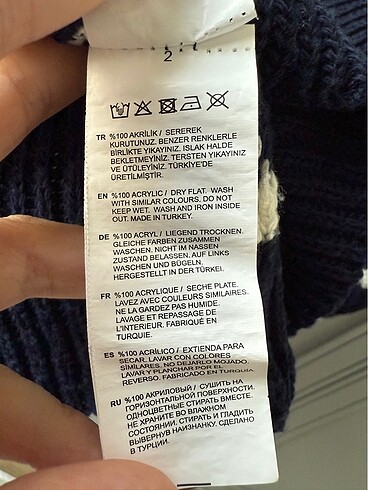 2
TR %100 AKRİLİK / SEREREK
KURUTUNUZ. BENZER RENKLERLE
BİRLİKTE YIKAYINIZ. ISLAK HALDE
BEKLETMEYİNİZ. TERSTEN YIKAYINIZ
VE ÜTÜLEYİNİZ. TÜRKİYE'DE
ÜRETİLMİŞTİR.
EN %100 ACRYLIC / DRY FLAT. WASH
WITH SIMILAR COLOURS. DO NOT
KEEP WET. WASH AND IRON INSIDE
OUT. MADE IN TURKEY.
DE %100 ACRYL / LIEGEND TROCKNEN.
GLEICHE FARBEN ZUSAMMEN
WASCHEN. NICHT IM NASSEN
ZUSTAND BELASSEN. AUF LINKS
WASCHEN UND BÜGELN.
HERGESTELLT IN DER TÜRKEI.
FR %100 ACRYLIQUE / SECHE PLATE.
LAVEZ AVEC COULEURS SIMILAIRES.
NE LA GARDEZ PAS HUMIDE.
LAVAGE ET REPASSAGE DE
L'INTERIEUR. FABRIQUÉ EN
TURQUIE.
ES %100 ACRÍLICO / EXTIENDA PARA
SECAR. LAVAR CON COLORES
SIMILARES. NO DEJARLO MOJADO.
LAVAR Y PLANCHAR POR EL
REVERSO. FABRICADO EN TURQUÍA
RU %100 АКРИЛОВЫЙ / СУШИТЬ НА
ГОРИЗОНТАЛЬНОЙ ПОВЕРХНОСТИ.
ОДНОЦВЕТНЫЕ СТИРАТЬ ВМЕСТЕ.
НЕ ХРАНИТЕ ВО ВЛАЖНОМ
СОСТОЯНИИ. СТИРАТЬ И ГЛАДИТЬ
ВЫВЕРНУВ НАИЗНАНКУ. СДЕЛАНО
В ТУРЦИИ.